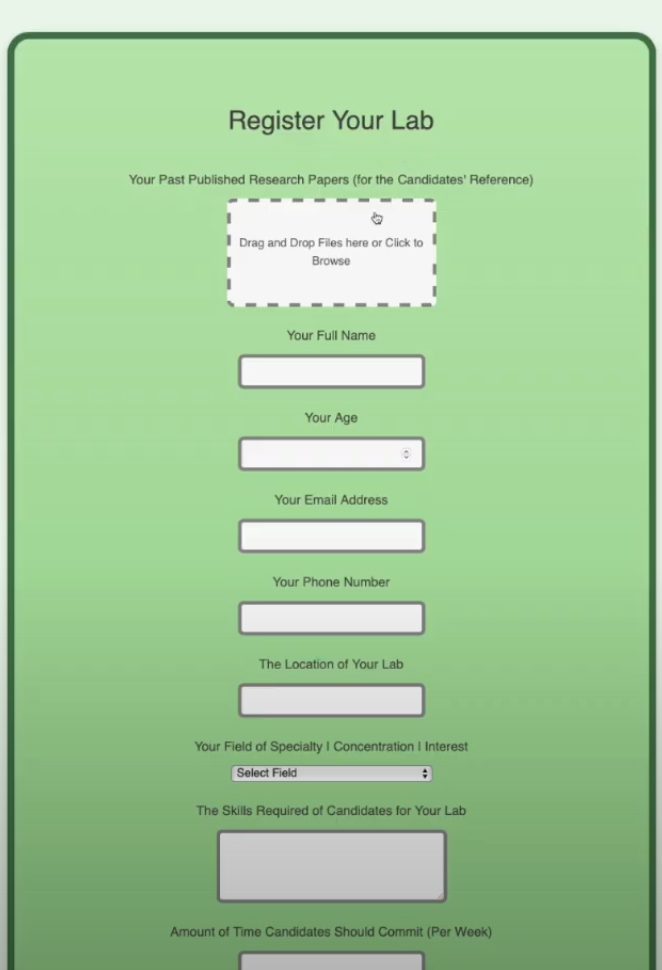 Register Your Lab
Your Past Published Research Papers (for the Candidates' Reference)
Drag and Drop Files here or Click to
Browse
Your Full Name
Your Age
Your Email Address
Your Phone Number
The Location of Your Lab
Your Field of Specialty | Concentration | Interest
Select Field
The Skills Required of Candidates for Your Lab
Amount of Time Candidates Should Commit (Per Week)